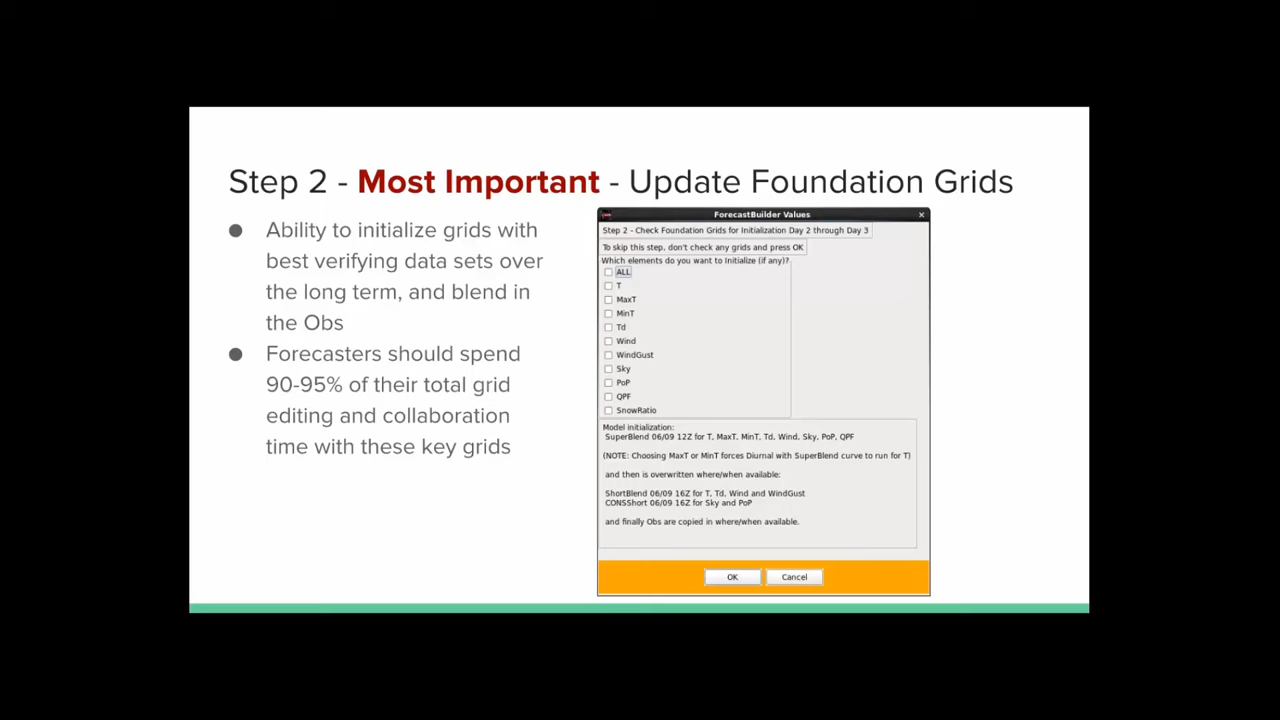 Step 2 - Most Important - Update Foundation Grids
● Ability to initialize grids with
best verifying data sets over
the long term, and blend in
the Obs
● Forecasters should spend
90-95% of their total grid
editing and collaboration
time with these key grids
ForecastBuilder Values
Step 2 - Check Foundation Grids for Initialization Day 2 through Day 3
To skip this step, don't check any grids and press OK
Which elements do you want to Initialize (if any)?
ALL
T
MaxT
MinT
Td
Wind
WindGust
Sky
PoP
QPF
SnowRatio
Model initialization:
SuperBlend 06/09 12Z for T, MaxT, MinT, Td, Wind, Sky, PoP, QPF
(NOTE: Choosing MaxT or MinT forces Diurnal with SuperBlend curve to run for T)
and then is overwritten where/when available:
ShortBlend 06/09 16Z for T, Td, Wind and WindGust
CONSShort 06/09 16Z for Sky and PoP
and finally Obs are copied in where/when available.
OK Cancel